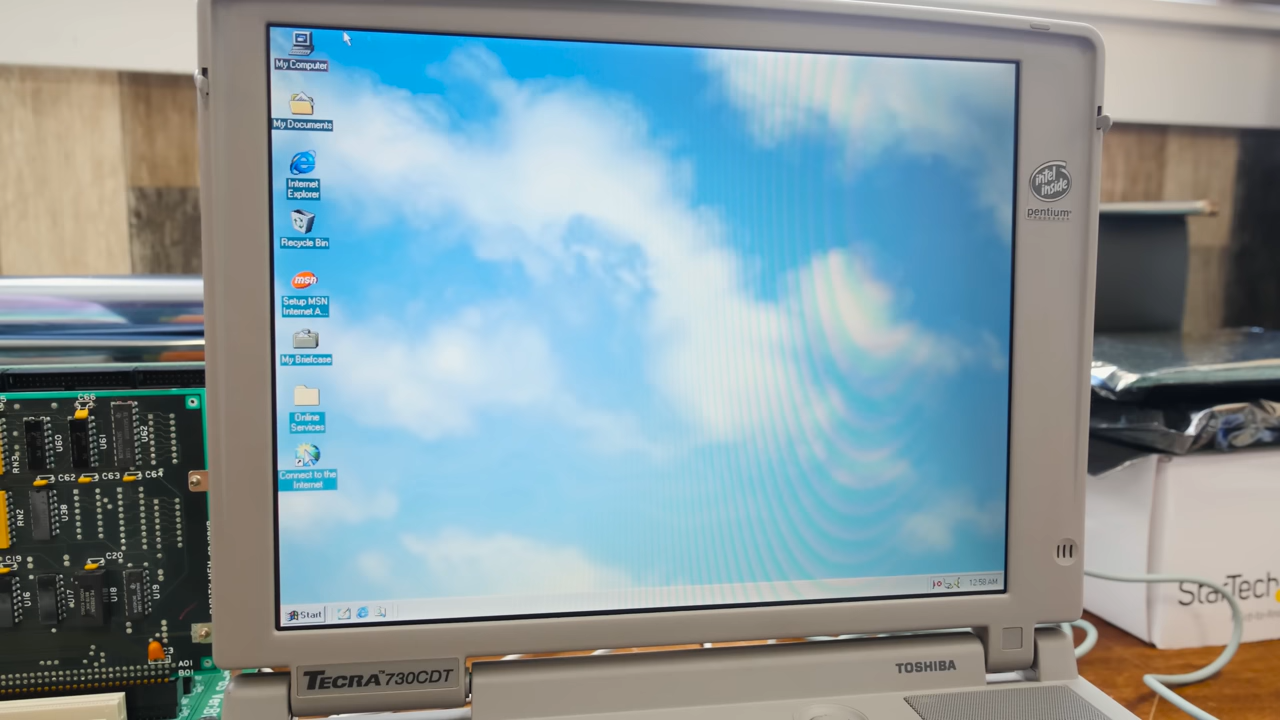 My Computer
My Documents
Internet
Explorer
Recycle Bin
msn
Setup MSN
Internet A...
My Briefcase
Online
Services
Connect to the
Internet
Start
12:58 AM
intel
inside
pentium
TECRA™730CDT
TOSHIBA
StarTech
C66
U60
U61
U62
RN3
C62
C63
C64
RN2
U38
C19
C20
U16
U17
U18
U19
A01
B01